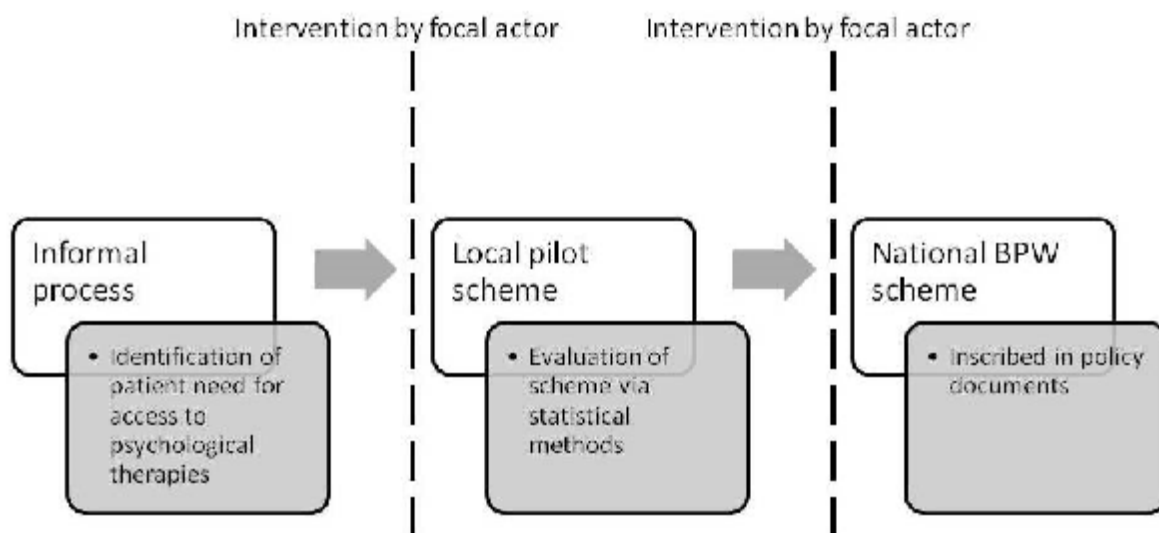 Intervention by focal actor
Intervention by focal actor
Informal
process
• Identification of
patient need for
access to
psychological
therapies
Local pilot
scheme
• Evaluation of
scheme via
statistical
methods
National BPW
scheme
• Inscribed in policy
documents